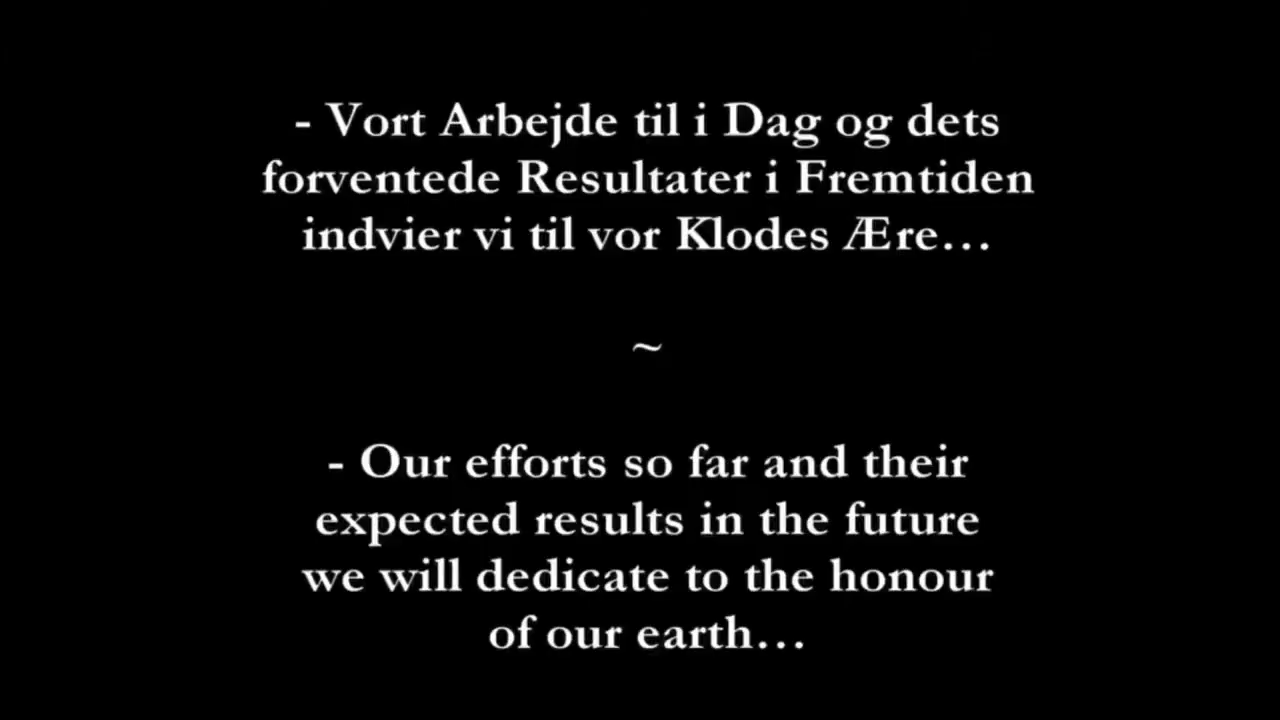 - Vort Arbejde til i Dag og dets
forventede Resultater i Fremtiden
indvier vi til vor Klodes Ære...
~
- Our efforts so far and their
expected results in the future
we will dedicate to the honour
of our earth...